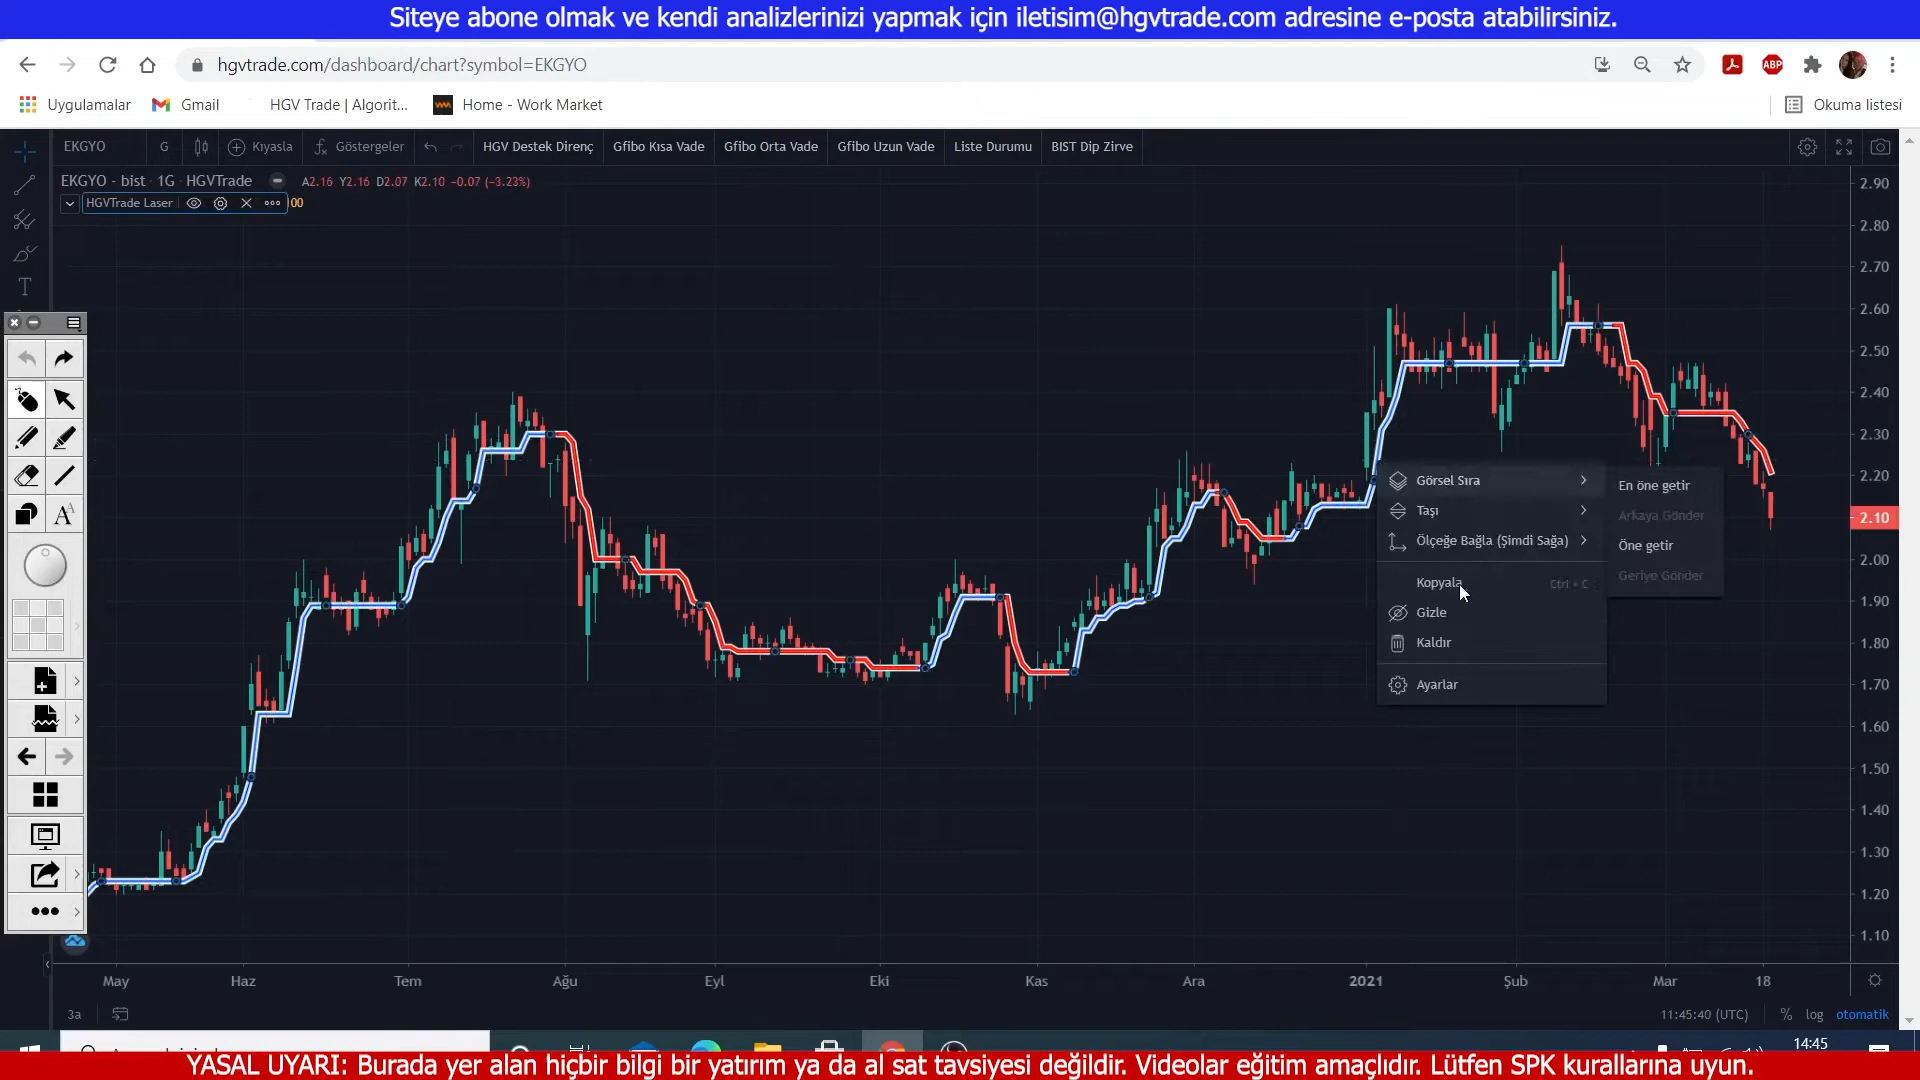 Siteye abone olmak ve kendi analizlerinizi yapmak için iletisim@hgvtrade.com adresine e-posta atabilirsiniz.
hgvtrade.com/dashboard/chart?symbol=EKGYO
ABP
Uygulamalar Gmail HGV Trade | Algorit... Home - Work Market Okuma listesi
EKGYO G Kıyasla Göstergeler HGV Destek Direnç Gfibo Kısa Vade Gfibo Orta Vade Gfibo Uzun Vade Liste Durumu BIST Dip Zirve
EKGYO - bist · 1G · HGVTrade A2.16 Y2.16 D2.07 K2.10 -0.07 (-3.23%)
HGVTrade Laser 00
2.90
2.80
2.70
2.60
2.50
2.40
2.30
2.20
2.10
2.00
1.90
1.80
1.70
1.60
1.50
1.40
1.30
1.20
1.10
Görsel Sıra
Taşı
Ölçeğe Bağla (Şimdi Sağa)
Kopyala Ctrl + C
Gizle
Kaldır
Ayarlar
En öne getir
Arkaya Gönder
Öne getir
Geriye Gönder
May Haz Tem Ağu Eyl Eki Kas Ara 2021 Şub Mar 18
3a 11:45:40 (UTC) % log otomatik
14:45
YASAL UYARI: Burada yer alan hiçbir bilgi bir yatırım ya da al sat tavsiyesi değildir. Videolar eğitim amaçlıdır. Lütfen SPK kurallarına uyun.